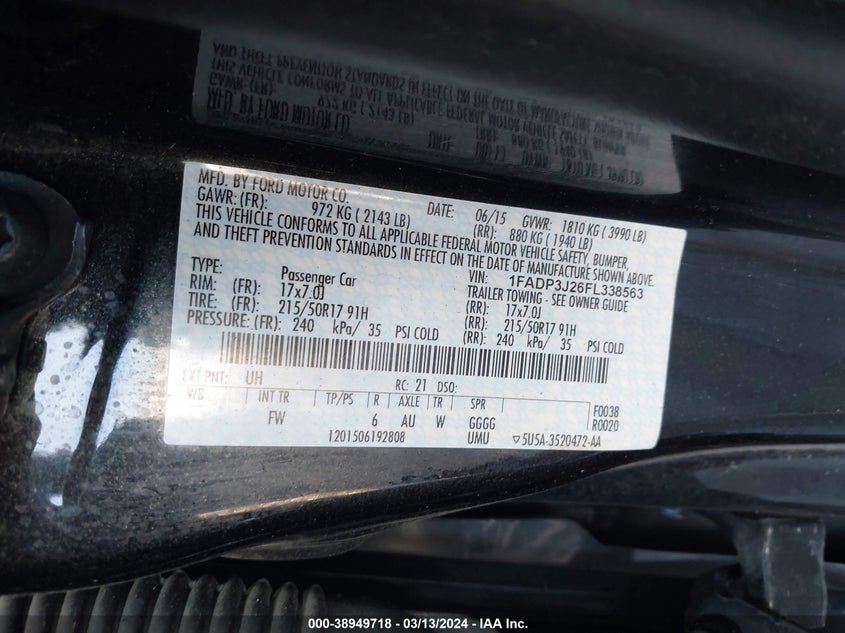 MFD. BY FORD MOTOR CO.
DATE: 06/15 GVWR: 1810 KG ( 3990 LB)
GAWR: (FR): 972 KG ( 2143 LB) (RR): 880 KG ( 1940 LB)
THIS VEHICLE CONFORMS TO ALL APPLICABLE FEDERAL MOTOR VEHICLE SAFETY, BUMPER,
AND THEFT PREVENTION STANDARDS IN EFFECT ON THE DATE OF MANUFACTURE SHOWN ABOVE.
VIN: 1FADP3J26FL338563
TYPE: Passenger Car TRAILER TOWING - SEE OWNER GUIDE
RIM: (FR): 17x7.0J (RR): 17x7.0J
TIRE: (FR): 215/50R17 91H (RR): 215/50R17 91H
PRESSURE: (FR): 240 kPa/ 35 PSI COLD (RR): 240 kPa/ 35 PSI COLD
EXT PNT: UH RC: 21 DSO:
WB INT TR TP/PS R AXLE TR SPR F0038
FW 6 AU W GGGG R0020
1201506192808 UMU ▽5U5A-3520472-AA
000-38949718 - 03/13/2024 - IAA Inc.